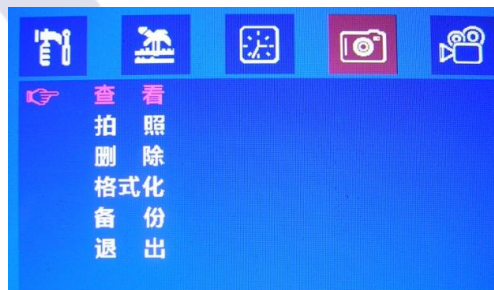 查 看
拍 照
删 除
格式化
备 份
退 出